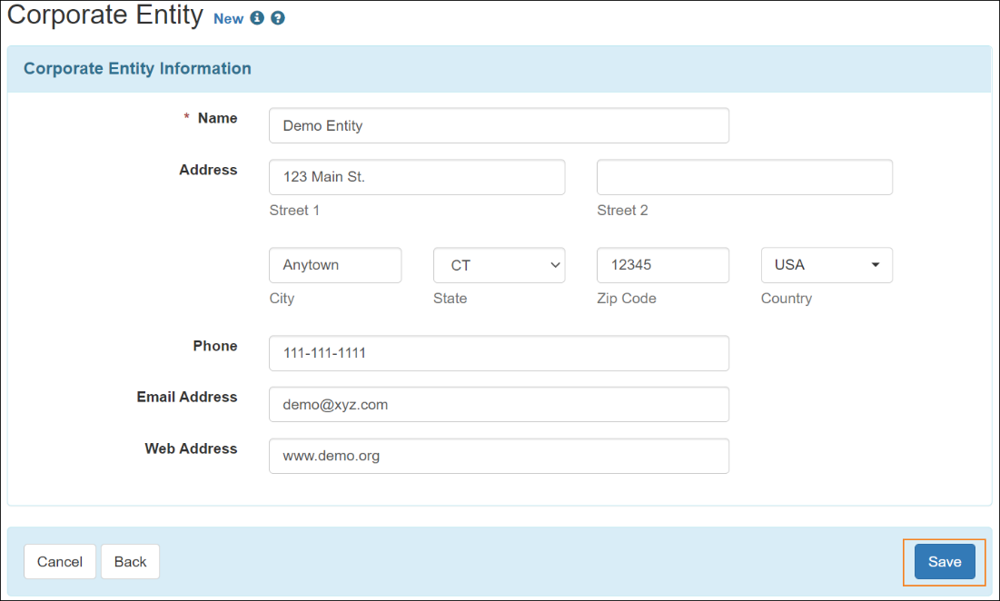 Corporate Entity New
Corporate Entity Information
* Name
Demo Entity
Address
123 Main St.
Street 1
Street 2
Anytown
CT
12345
USA
City
State
Zip Code
Country
Phone
111-111-1111
Email Address
demo@xyz.com
Web Address
www.demo.org
Cancel
Back
Save